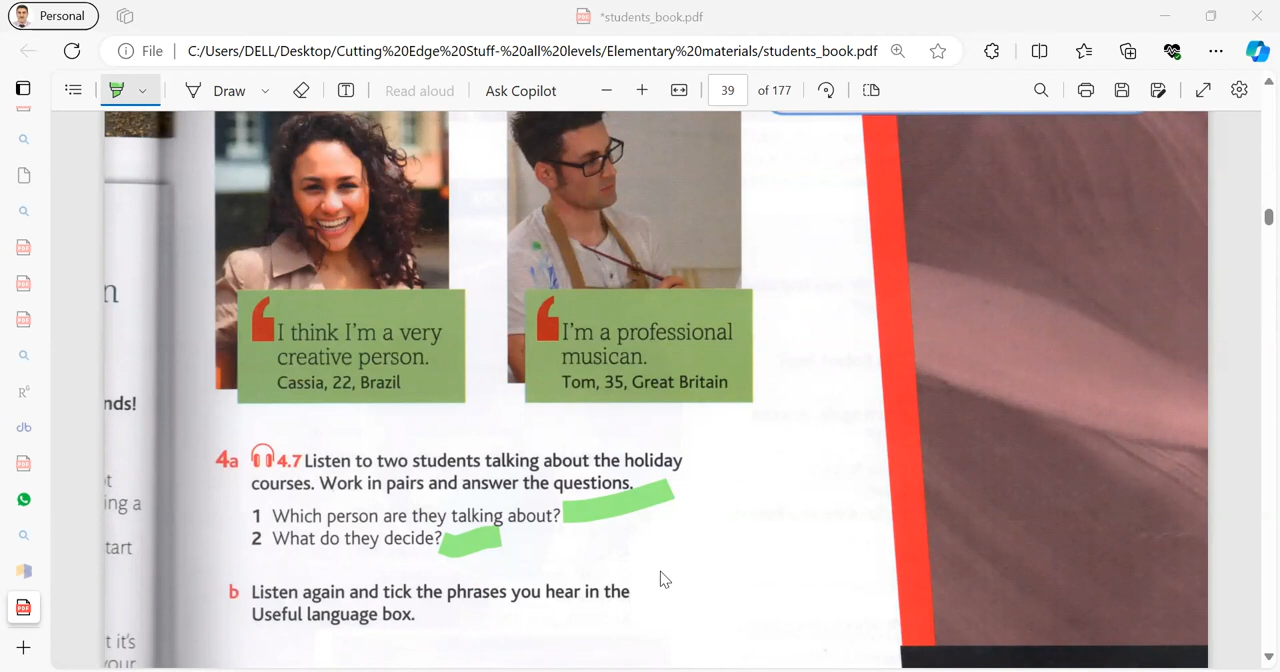 Personal
*students_book.pdf
File
C:/Users/DELL/Desktop/Cutting%20Edge%20Stuff-%20all%20levels/Elementary%20materials/students_book.pdf
Draw
Read aloud
Ask Copilot
39
of 177
I think I'm a very
creative person.
Cassia, 22, Brazil
I'm a professional
musican.
Tom, 35, Great Britain
nds!
ing a
tart
t it's
your
4a 4.7 Listen to two students talking about the holiday
courses. Work in pairs and answer the questions.
1 Which person are they talking about?
2 What do they decide?
b Listen again and tick the phrases you hear in the
Useful language box.